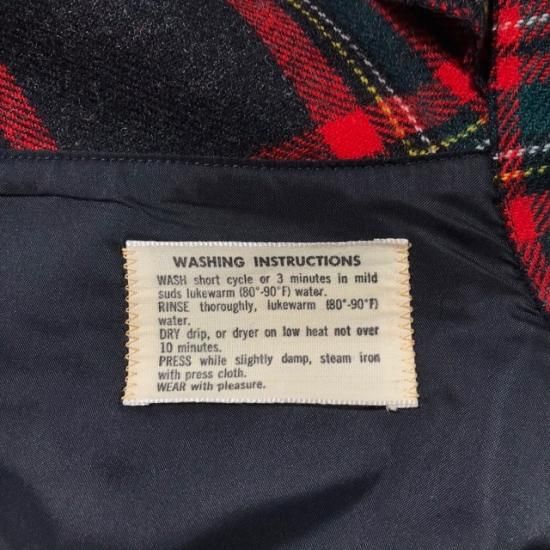 WASHING INSTRUCTIONS
WASH short cycle or 3 minutes in mild
suds lukewarm (80°-90°F) water.
RINSE thoroughly, lukewarm (80°-90°F)
water.
DRY drip, or dryer on low heat not over
10 minutes.
PRESS while slightly damp, steam iron
with press cloth.
WEAR with pleasure.